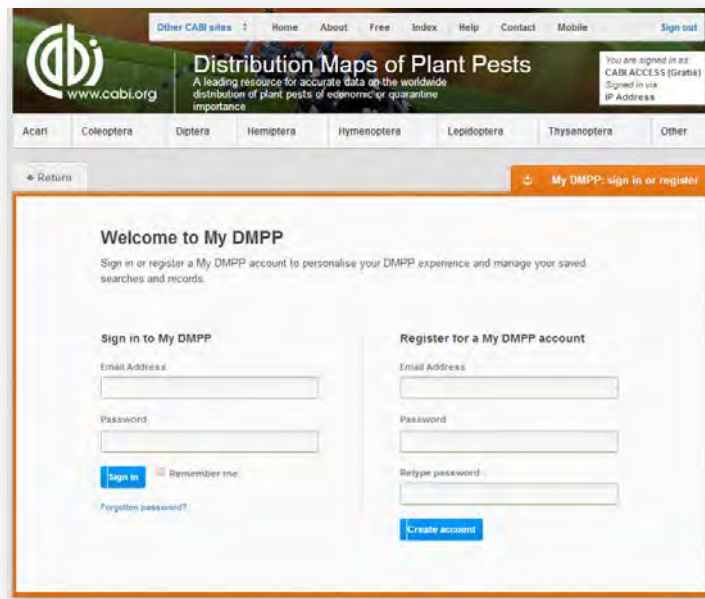 Other CABI sites Home About Free Index Help Contact Mobile Sign out
cabi
www.cabi.org
Distribution Maps of Plant Pests
A leading resource for accurate data on the worldwide
distribution of plant pests of economic or quarantine
importance
You are signed in as:
CABI ACCESS (Gratis)
Signed in via:
IP Address
Acari Coleoptera Diptera Hemiptera Hymenoptera Lepidoptera Thysanoptera Other
Return
My DMPP: sign in or register
Welcome to My DMPP
Sign in or register a My DMPP account to personalise your DMPP experience and manage your saved
searches and records.
Sign in to My DMPP
Email Address
Password
Sign in Remember me
Forgotten password?
Register for a My DMPP account
Email Address
Password
Retype password
Create account